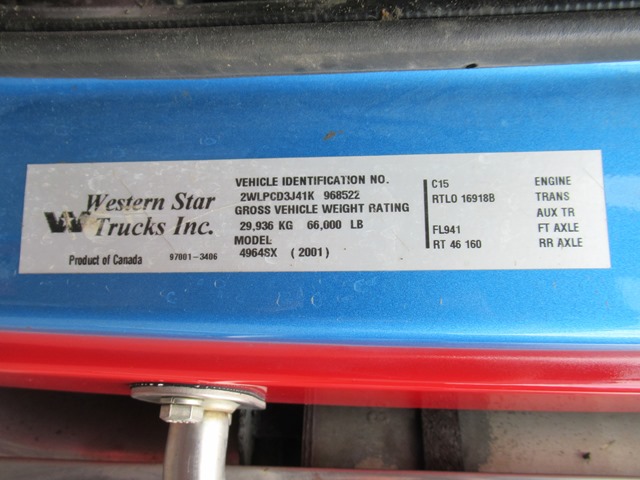 Western Star
Trucks Inc.
Product of Canada
97001-3406
VEHICLE IDENTIFICATION NO.
2WLPCD3J41K 968522
GROSS VEHICLE WEIGHT RATING
29,936 KG 66,000 LB
MODEL
4964SX (2001)
C15 ENGINE
RTLO 16918B TRANS
AUX TR
FL941 FT AXLE
RT 46 160 RR AXLE